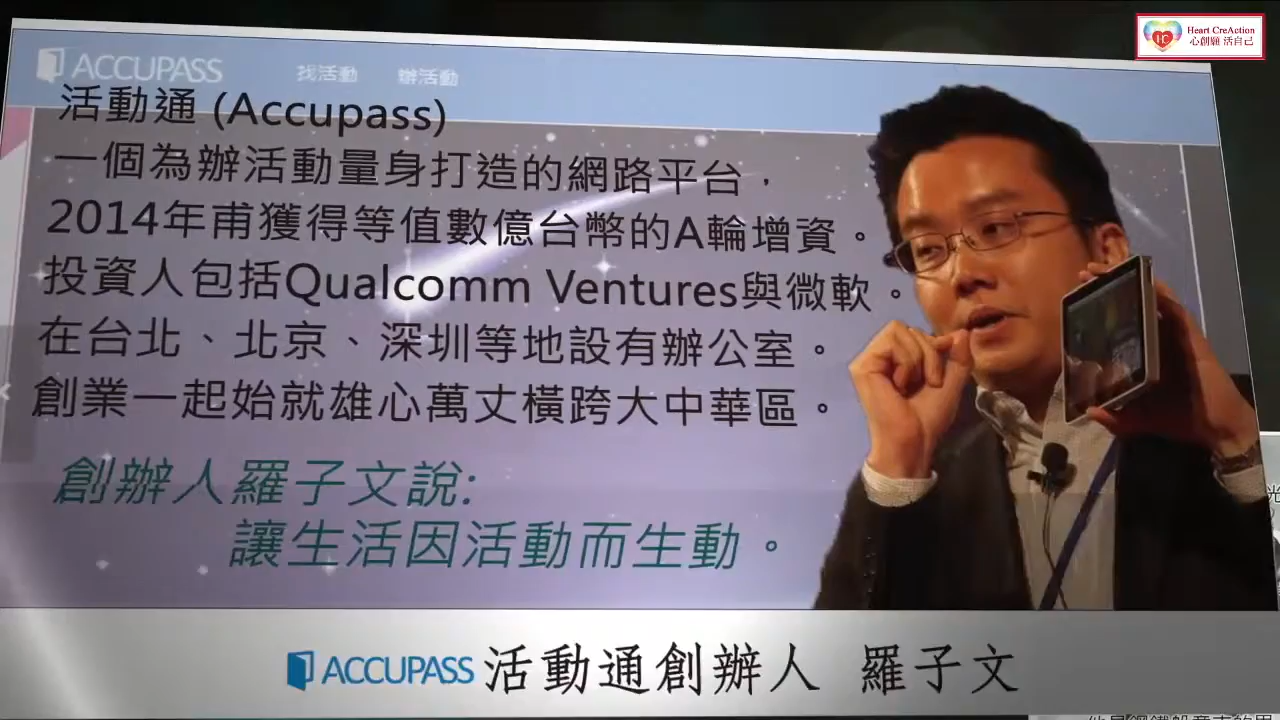 Heart CreAction
心創願 活自己
ACCUPASS 找活動 辦活動
活動通 (Accupass)
一個為辦活動量身打造的網路平台，
2014年甫獲得等值數億台幣的A輪增資。
投資人包括Qualcomm Ventures與微軟。
在台北、北京、深圳等地設有辦公室。
創業一起始就雄心萬丈橫跨大中華區。
創辦人羅子文說:
讓生活因活動而生動。
ACCUPASS 活動通創辦人 羅子文